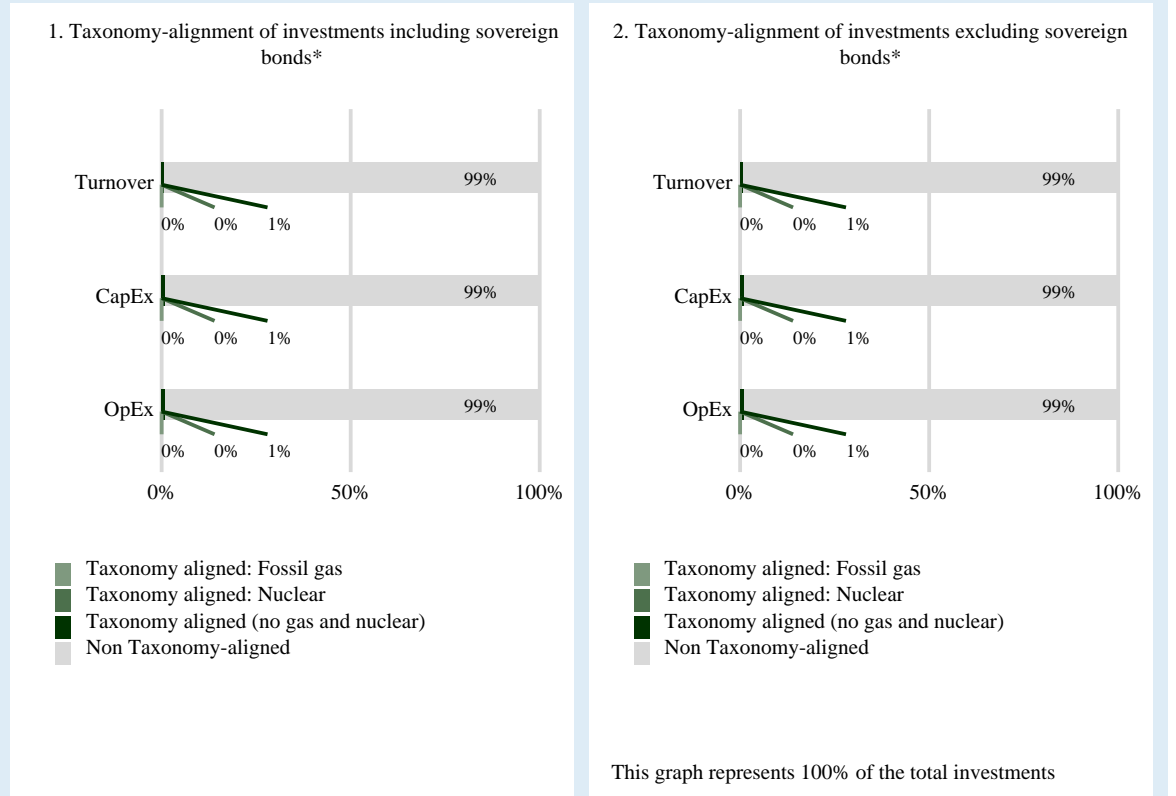 1. Taxonomy-alignment of investments including sovereign
bonds*
Turnover
99%
0% 0% 1%
CapEx
99%
0% 0% 1%
OpEx
99%
0% 0% 1%
0% 50% 100%
Taxonomy aligned: Fossil gas
Taxonomy aligned: Nuclear
Taxonomy aligned (no gas and nuclear)
Non Taxonomy-aligned
2. Taxonomy-alignment of investments excluding sovereign
bonds*
Turnover
99%
0% 0% 1%
CapEx
99%
0% 0% 1%
OpEx
99%
0% 0% 1%
0% 50% 100%
Taxonomy aligned: Fossil gas
Taxonomy aligned: Nuclear
Taxonomy aligned (no gas and nuclear)
Non Taxonomy-aligned
This graph represents 100% of the total investments